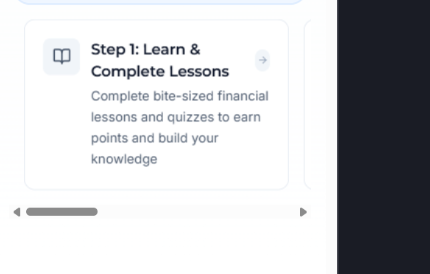 Step 1: Learn &
Complete Lessons
Complete bite-sized financial
lessons and quizzes to earn
points and build your
knowledge